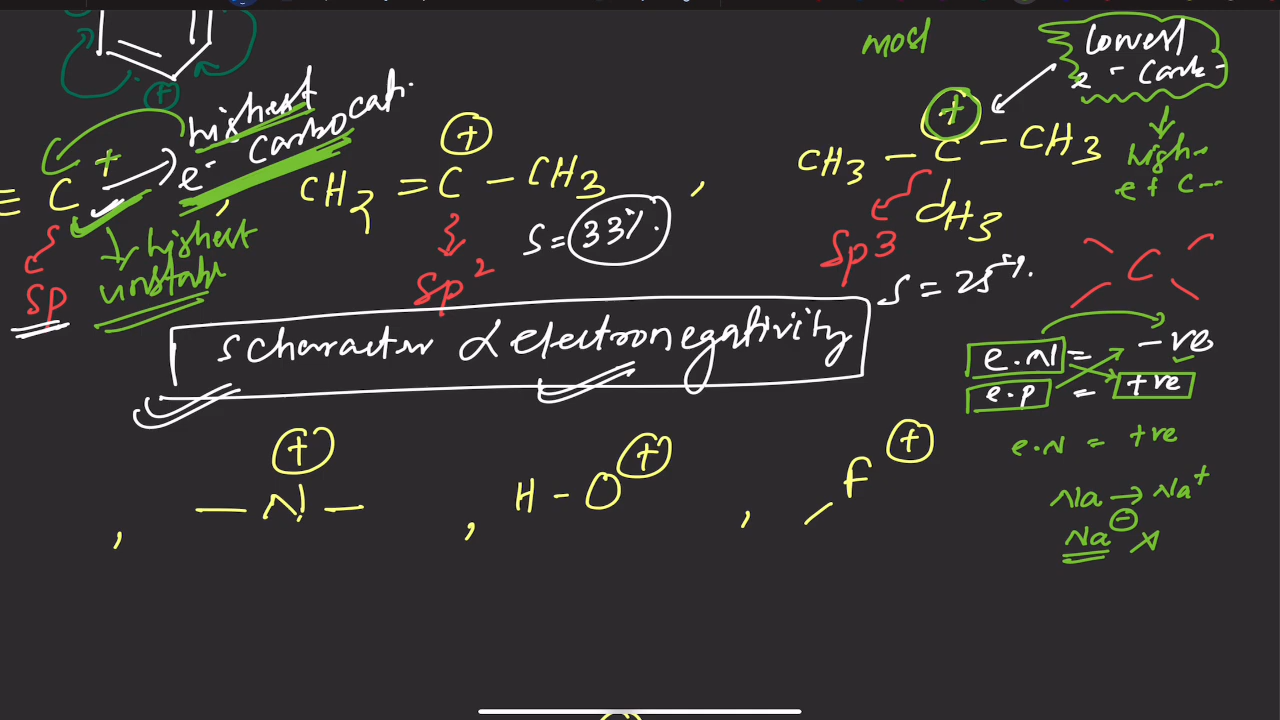 most
lowest
e- Carb -
highest
e- carbocat.
≡ C +
,
CH2 = C⊕ - CH3
,
CH3 - C⊕ - CH3
CH3
high -
e+ C --
S = 33%.
highest
unstable
sp
sp2
sp3
S = 25%.
C
s character α electronegativity
e.N = -ve
e.p = +ve
e.N = +ve
Na → Na+
Na⊖ ×
, - N⊕ - , H - O⊕ , - F⊕